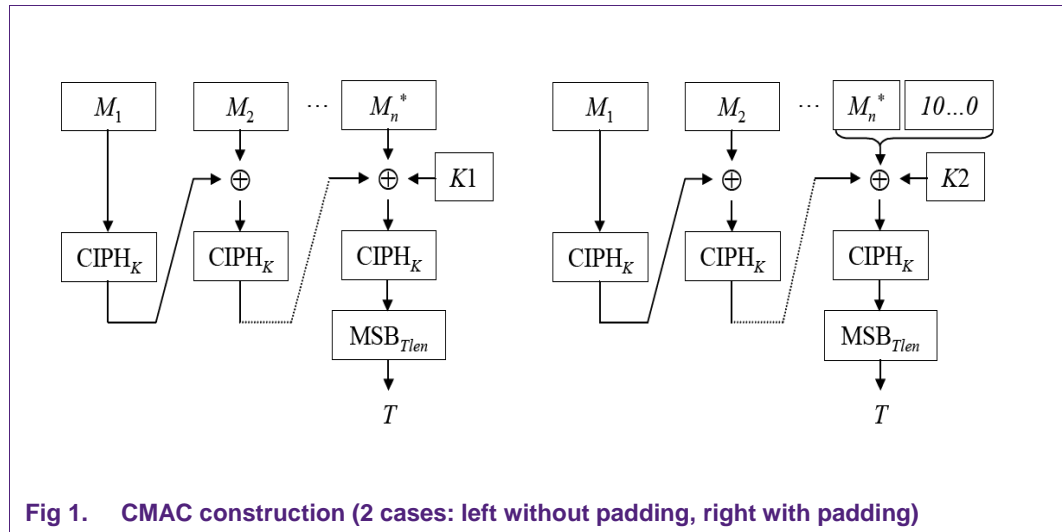 M1 M2 ... Mn* M1 M2 ... Mn* 10...0
⊕ ⊕ K1 ⊕ ⊕ K2
CIPHK CIPHK CIPHK CIPHK CIPHK CIPHK
MSBTlen MSBTlen
T T
Fig 1. CMAC construction (2 cases: left without padding, right with padding)